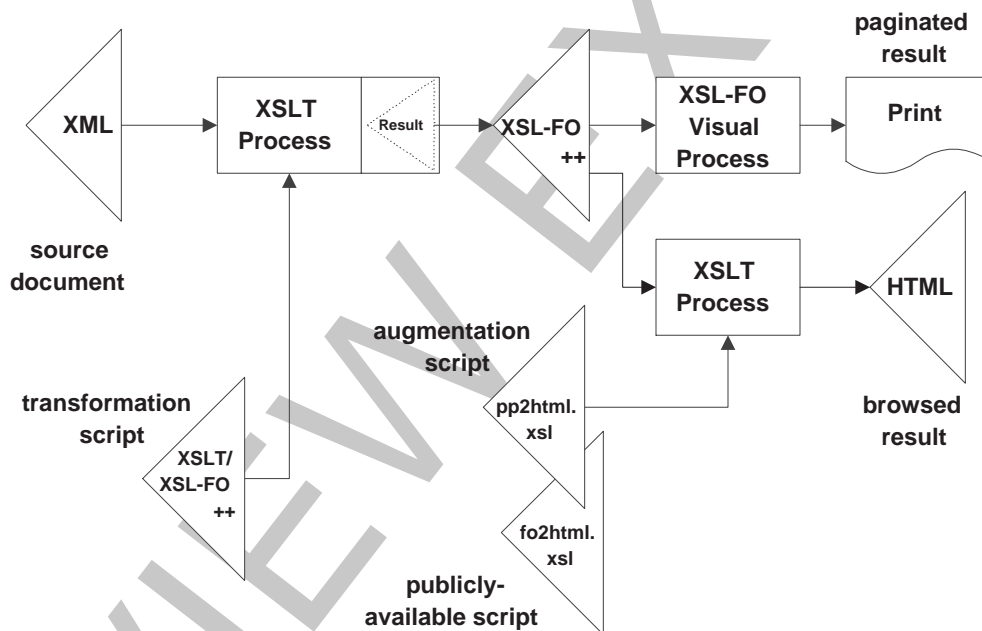 paginated
result
XML
XSLT
Process
Result
XSL-FO
++
XSL-FO
Visual
Process
Print
source
document
XSLT
Process
HTML
augmentation
script
transformation
script
pp2html.
xsl
browsed
result
XSLT/
XSL-FO
++
fo2html.
xsl
publicly-
available script